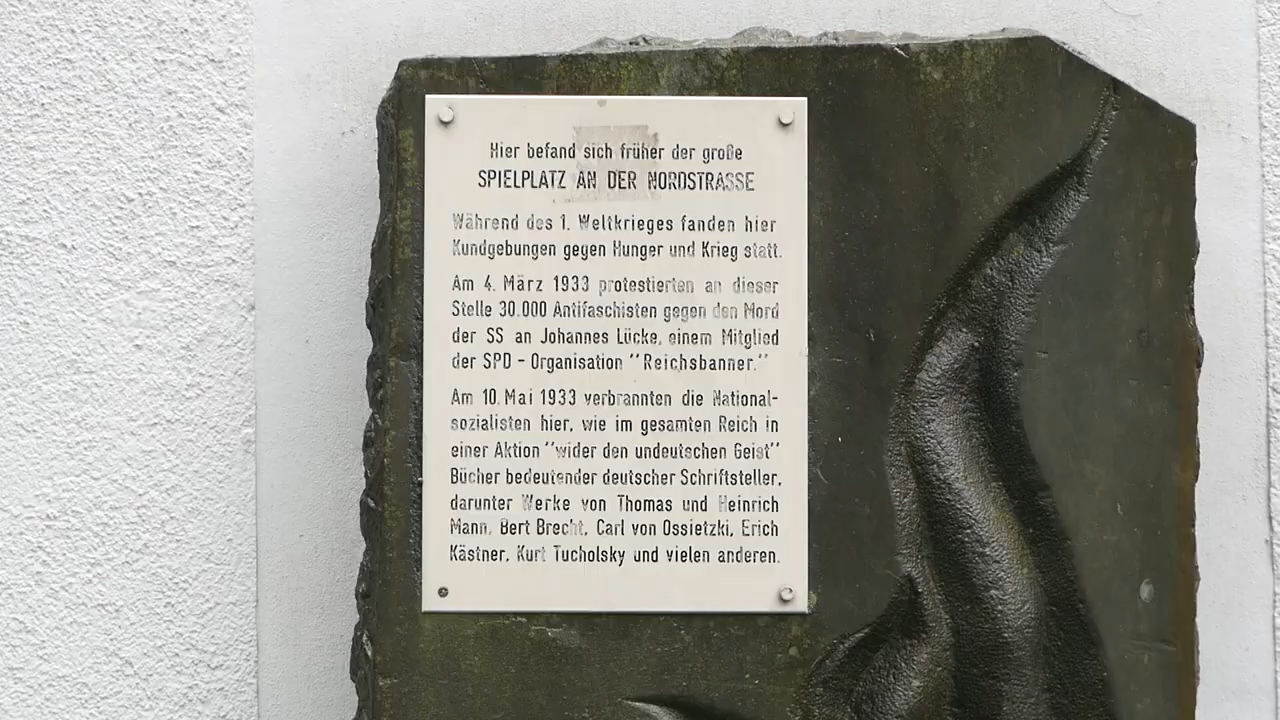 Hier befand sich früher der große
SPIELPLATZ AN DER NORDSTRASSE
Während des 1. Weltkrieges fanden hier
Kundgebungen gegen Hunger und Krieg statt.
Am 4. März 1933 protestierten an dieser
Stelle 30.000 Antifaschisten gegen den Mord
der SS an Johannes Lücke, einem Mitglied
der SPD - Organisation "Reichsbanner."
Am 10. Mai 1933 verbrannten die National-
sozialisten hier, wie im gesamten Reich in
einer Aktion "wider den undeutschen Geist"
Bücher bedeutender deutscher Schriftsteller,
darunter Werke von Thomas und Heinrich
Mann, Bert Brecht, Carl von Ossietzki, Erich
Kästner, Kurt Tucholsky und vielen anderen.